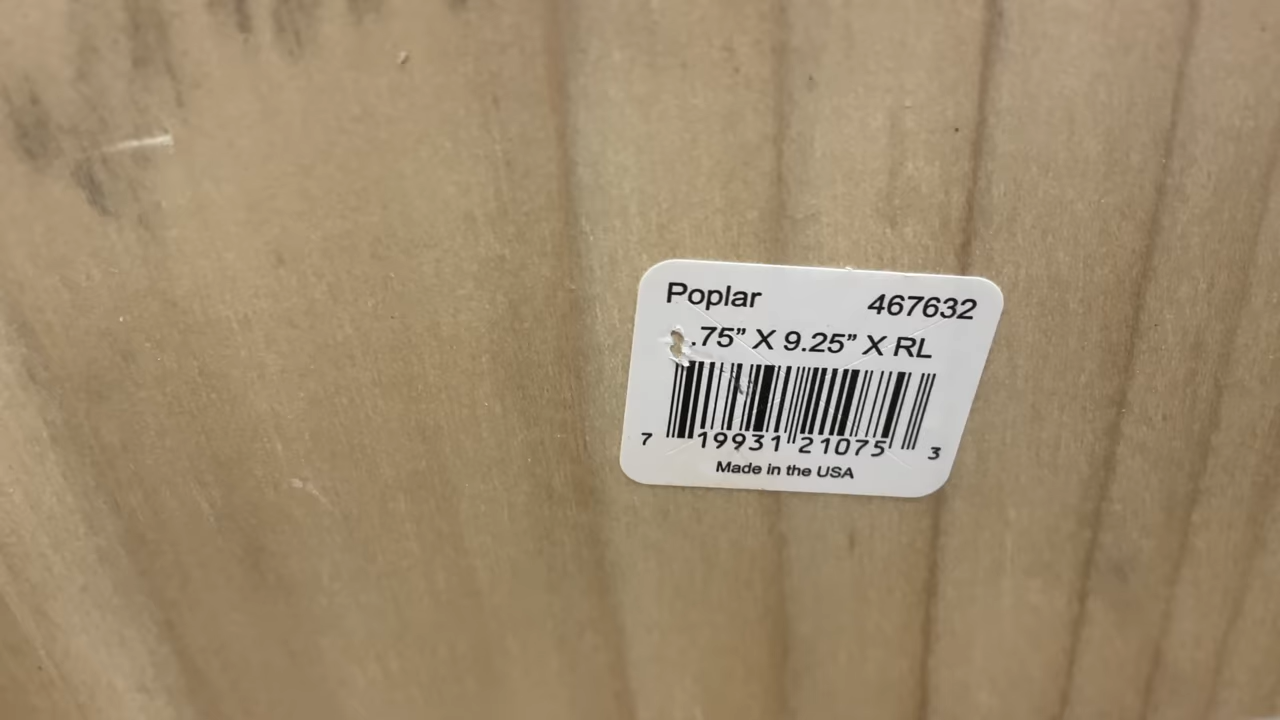 Poplar 467632
.75” X 9.25” X RL
7 19931 21075 3
Made in the USA